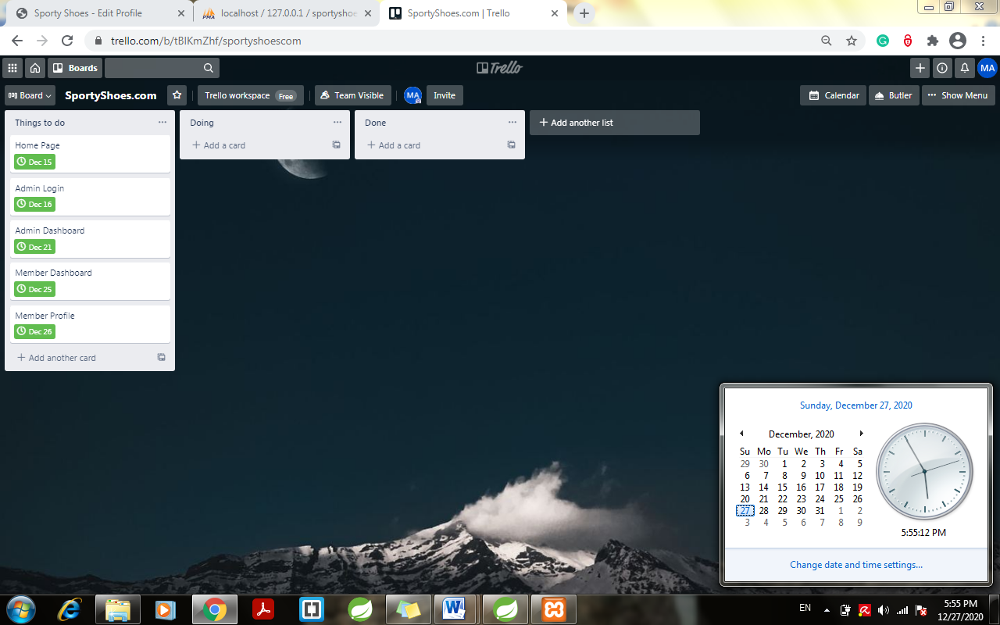 Sporty Shoes - Edit Profile
localhost / 127.0.0.1 / sportysho
SportyShoes.com | Trello
trello.com/b/tBlKmZhf/sportyshoescom
Boards
Trello
MA
Board
SportyShoes.com
Trello workspace Free
Team Visible
MA
Invite
Calendar
Butler
Show Menu
Things to do
Home Page
Dec 15
Admin Login
Dec 16
Admin Dashboard
Dec 21
Member Dashboard
Dec 25
Member Profile
Dec 26
+ Add another card
Doing
+ Add a card
Done
+ Add a card
+ Add another list
Sunday, December 27, 2020
December, 2020
Su Mo Tu We Th Fr Sa
29 30 1 2 3 4 5
6 7 8 9 10 11 12
13 14 15 16 17 18 19
20 21 22 23 24 25 26
27 28 29 30 31 1 2
3 4 5 6 7 8 9
5:55:12 PM
Change date and time settings...
EN
5:55 PM
12/27/2020